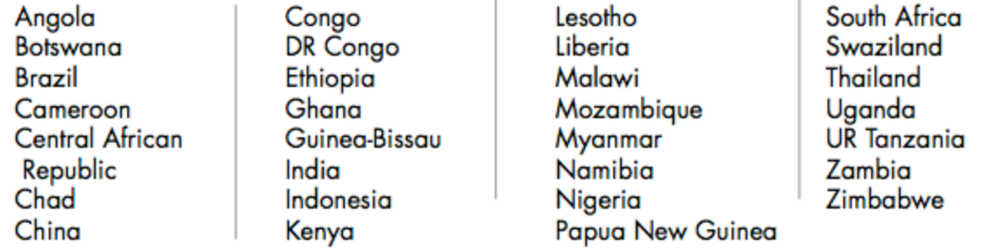 Angola
Botswana
Brazil
Cameroon
Central African
Republic
Chad
China
Congo
DR Congo
Ethiopia
Ghana
Guinea-Bissau
India
Indonesia
Kenya
Lesotho
Liberia
Malawi
Mozambique
Myanmar
Namibia
Nigeria
Papua New Guinea
South Africa
Swaziland
Thailand
Uganda
UR Tanzania
Zambia
Zimbabwe